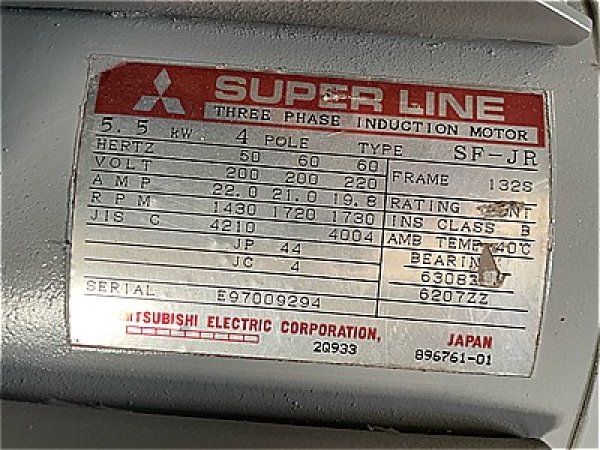 SUPER LINE
THREE PHASE INDUCTION MOTOR
5.5 kW 4 POLE TYPE SF-JR
HERTZ 50 60 60 FRAME 132S
VOLT 200 200 220 RATING
AMP 22.0 21.0 19.8 INS CLASS B
RPM 1430 1720 1730 AMB TEMP 40°C
JIS C 4210 4004 BEARING
JP 44
JC 4 6207ZZ
SERIAL E97009294
MITSUBISHI ELECTRIC CORPORATION, JAPAN
2Q933 896761-01